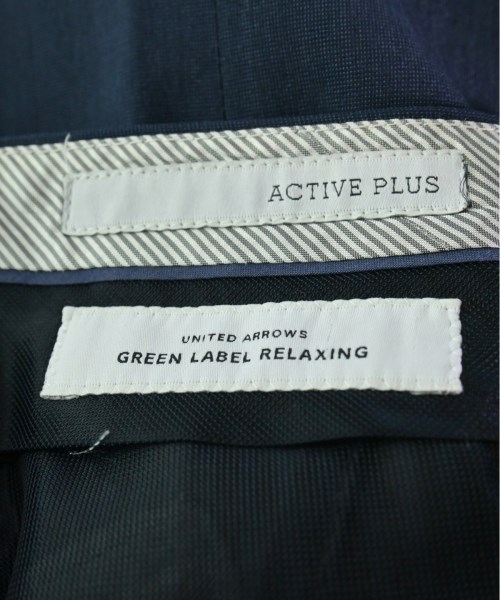 ACTIVE PLUS
UNITED ARROWS
GREEN LABEL RELAXING